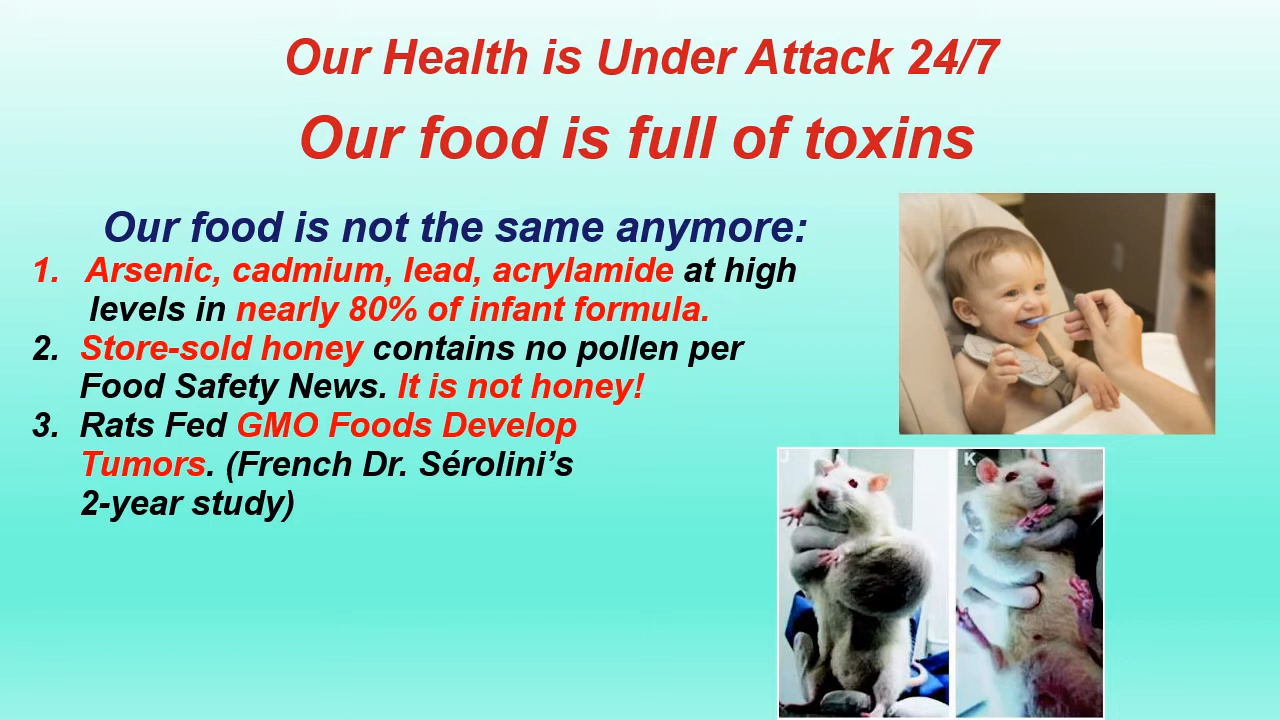 Our Health is Under Attack 24/7
Our food is full of toxins
Our food is not the same anymore:
1. Arsenic, cadmium, lead, acrylamide at high
levels in nearly 80% of infant formula.
2. Store-sold honey contains no pollen per
Food Safety News. It is not honey!
3. Rats Fed GMO Foods Develop
Tumors. (French Dr. Sérolini’s
2-year study)
J
K